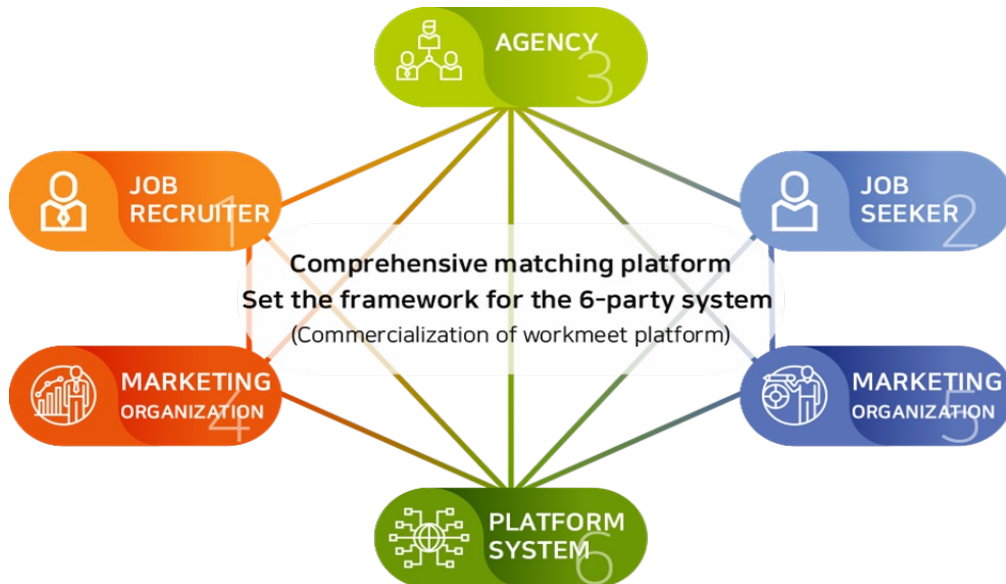 AGENCY
3
JOB
RECRUITER
1
JOB
SEEKER
2
Comprehensive matching platform
Set the framework for the 6-party system
(Commercialization of workmeet platform)
MARKETING
ORGANIZATION
4
MARKETING
ORGANIZATION
5
PLATFORM
SYSTEM
6